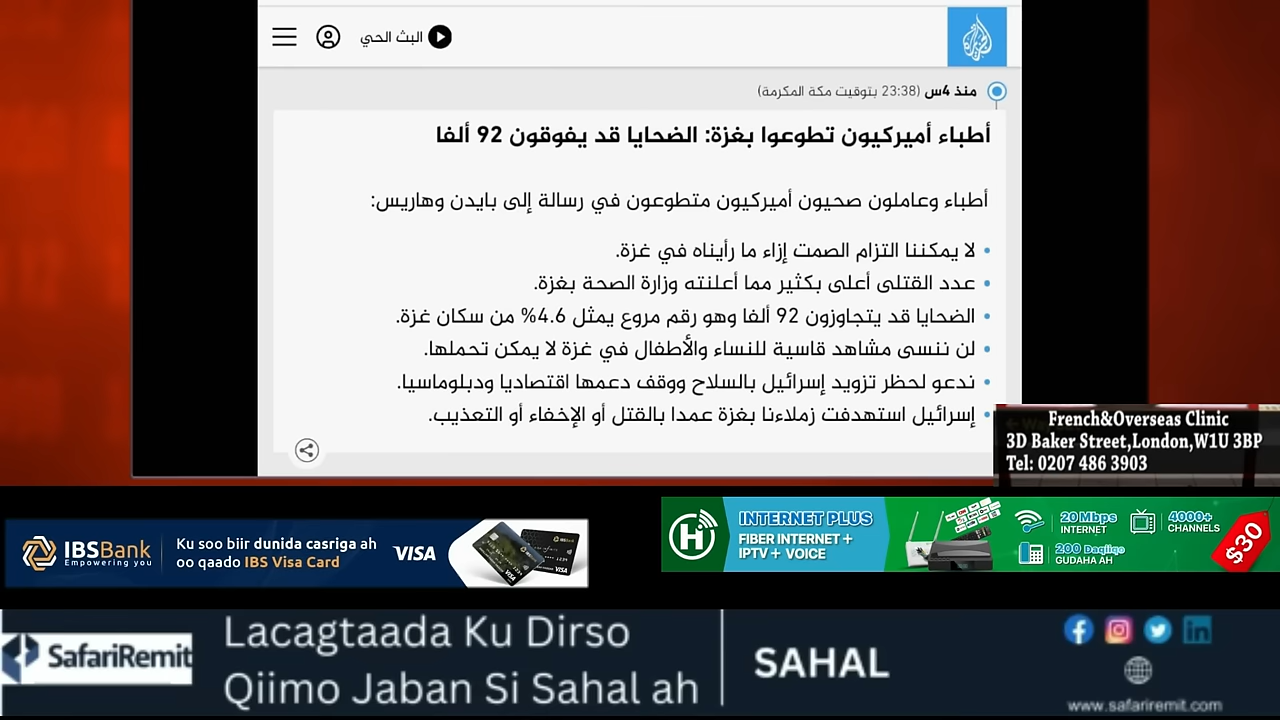 البث الحي
منذ 4س (23:38 بتوقيت مكة المكرمة)
أطباء أميركيون تطوعوا بغزة: الضحايا قد يفوقون 92 ألفا
أطباء وعاملون صحيون أميركيون متطوعون في رسالة إلى بايدن وهاريس:
• لا يمكننا التزام الصمت إزاء ما رأيناه في غزة.
• عدد القتلى أعلى بكثير مما أعلنته وزارة الصحة بغزة.
• الضحايا قد يتجاوزون 92 ألفا وهو رقم مروع يمثل 4.6% من سكان غزة.
• لن ننسى مشاهد قاسية للنساء والأطفال في غزة لا يمكن تحملها.
• ندعو لحظر تزويد إسرائيل بالسلاح ووقف دعمها اقتصاديا ودبلوماسيا.
• إسرائيل استهدفت زملاءنا بغزة عمدا بالقتل أو الإخفاء أو التعذيب.
French&Overseas Clinic
3D Baker Street,London,W1U 3BP
Tel: 0207 486 3903
IBSBank
Empowering you
Ku soo biir dunida casriga ah
oo qaado IBS Visa Card
VISA
INTERNET PLUS
FIBER INTERNET +
IPTV + VOICE
20 Mbps
INTERNET
4000+
CHANNELS
200 Daqiiqo
GUDAHA AH
$30
SafariRemit
Lacagtaada Ku Dirso
Qiimo Jaban Si Sahal ah
SAHAL
www.safariremit.com